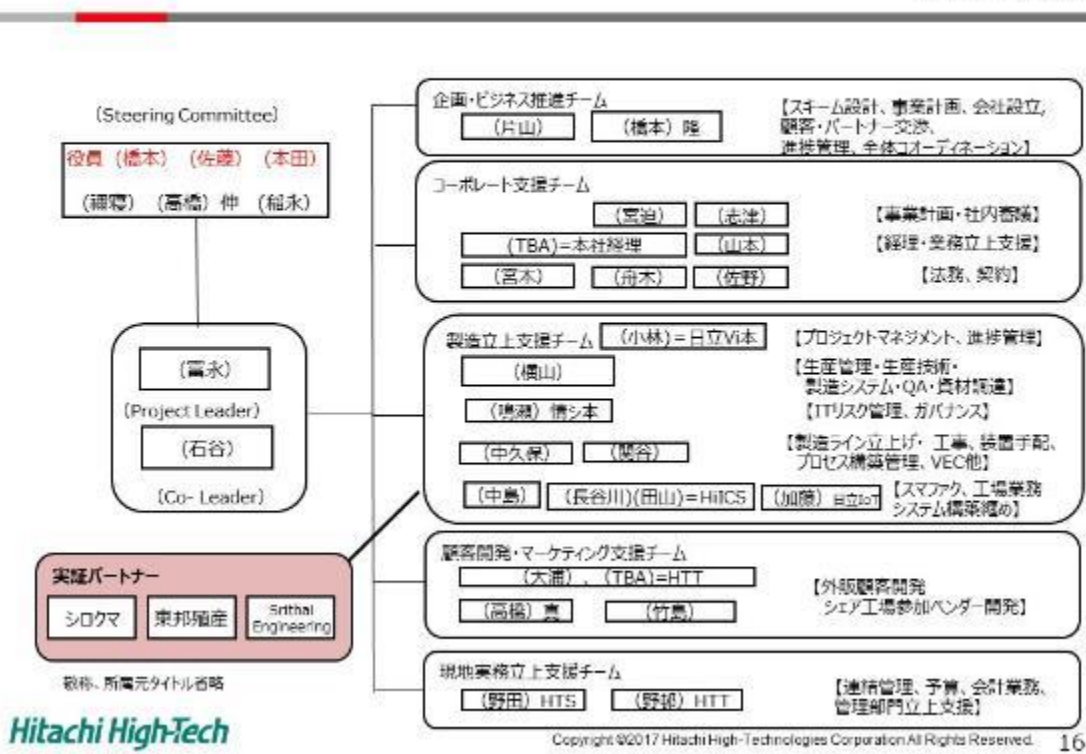 (Steering Committee)
役員（橋本）（佐藤）（本田）
（禰寝）（高橋）伸（稲永）
（冨永）
(Project Leader)
（石谷）
(Co- Leader)
実証パートナー
シロクマ
東邦殖産
Srithai
Engineering
敬称、所属元タイトル省略
企画・ビジネス推進チーム
（片山）
（橋本）隆
【スキーム設計、事業計画、会社設立,
顧客・パートナー交渉、
進捗管理、全体コオーディネーション】
コーポレート支援チーム
（宮迫）
（志津）
【事業計画・社内審議】
(TBA)=本社経理
（山本）
【経理・業務立上支援】
（宮本）
（舟木）
（佐野）
【法務、契約】
製造立上支援チーム
（小林)＝日立Vi本
【プロジェクトマネジメント、進捗管理】
（横山）
【生産管理・生産技術・
製造システム・QA・資材調達】
（鳴瀬）情シ本
【ITリスク管理、ガバナンス】
（中久保）
（関谷）
【製造ライン立上げ・ 工事、装置手配、
プロセス構築管理、VEC他】
（中島）
（長谷川)(田山)＝HiICS
（加藤）日立IoT
【スマファク、工場業務
システム構築纏め】
顧客開発・マーケティング支援チーム
（大浦）, (TBA)=HTT
（高橋）真
（竹島）
【外販顧客開発
シェア工場参加ベンダー開発】
現地実務立上支援チーム
（野田）HTS
（野邨）HTT
【連結管理、予算、会計業務、
管理部門立上支援】
Hitachi High-Tech
Copyright ©2017 Hitachi High-Technologies Corporation All Rights Reserved.
16